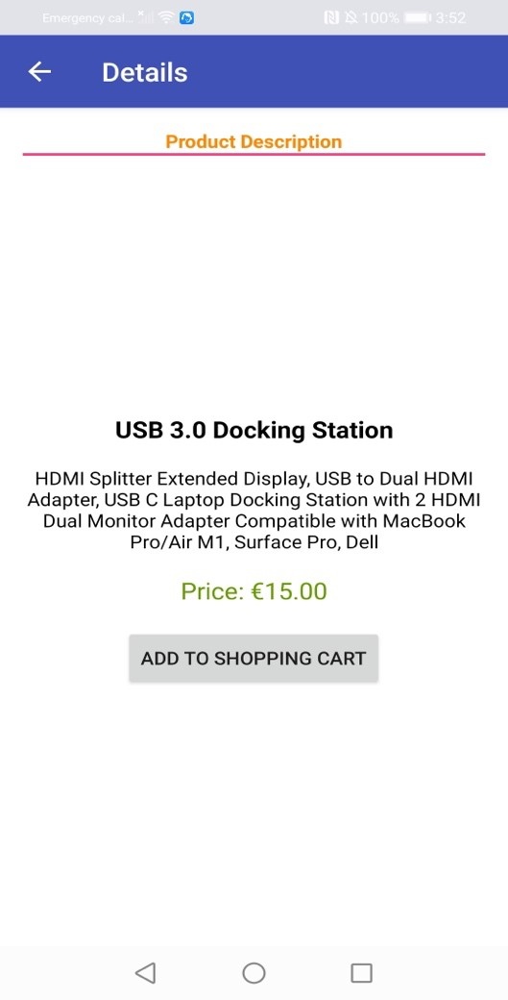 Emergency cal... 100% 3:52
Details
Product Description
USB 3.0 Docking Station
HDMI Splitter Extended Display, USB to Dual HDMI
Adapter, USB C Laptop Docking Station with 2 HDMI
Dual Monitor Adapter Compatible with MacBook
Pro/Air M1, Surface Pro, Dell
Price: €15.00
ADD TO SHOPPING CART